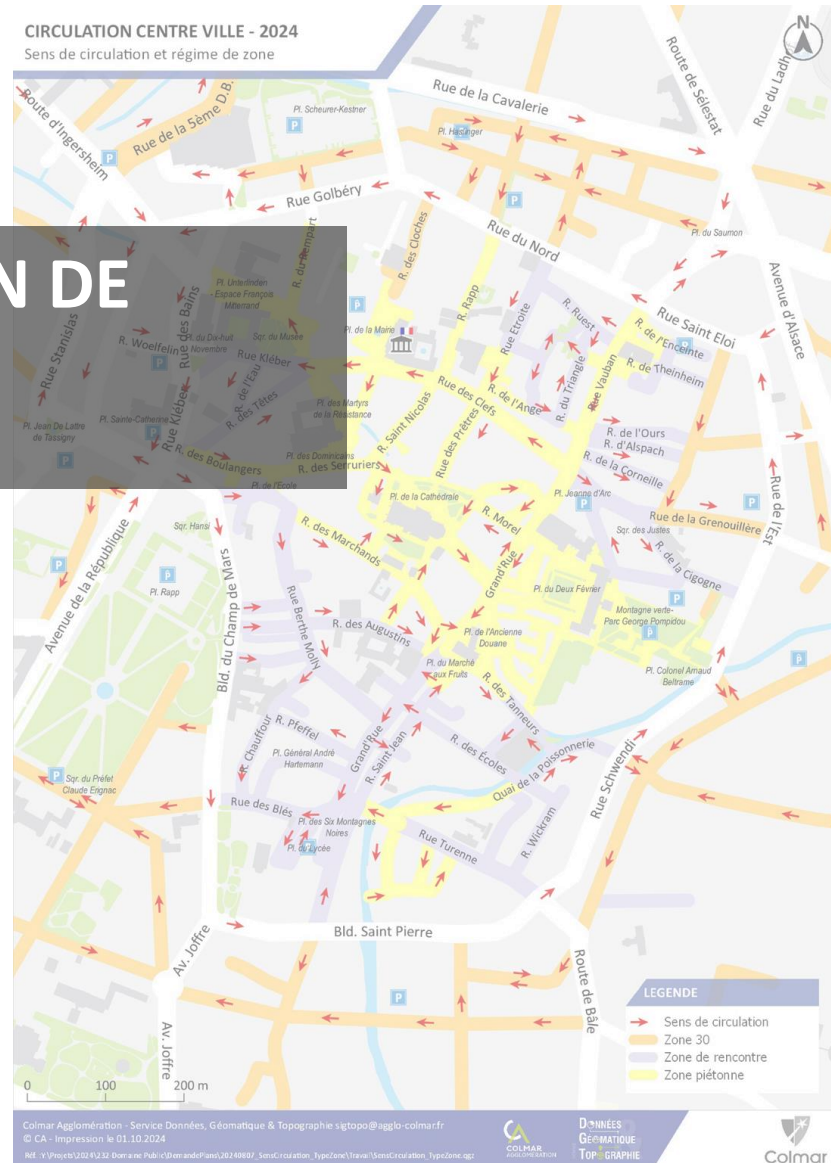 CIRCULATION CENTRE VILLE - 2024
Sens de circulation et régime de zone
N
Route de Sélestat
Rue du Ladh
Rue de la Cavalerie
Route d'Ingersheim
Rue de la 5ème D.B.
Pl. Scheurer-Kestner
P
Pl. Haslinger
P
P
Rue Golbéry
P
Rue du Nord
Pl. du Saumon
N DE
R. du Rempart
R. des Cloches
R. Rapp
Avenue d'Alsace
Rue Stanislas
Rue des Bains
Pl. Unterlinden
- Espace François
Mitterrand
P
Pl. de la Mairie
Rue Etroite
R. Ruest
Rue Saint Eloi
R. de l'Enceinte
R. Woelfelin
Pl. du Dix-huit
Novembre
Sqr. du Musée
Rue Kléber
R. de l'Eau
R. des Têtes
Rue des Clefs
R. de l'Ange
R. du Triangle
Rue Vauban
R. de Theinheim
Pl. Jean De Lattre
de Tassigny
Pl. Sainte-Catherine
P
P
Rue Kléber
Pl. des Martyrs
de la Résistance
R. Saint Nicolas
Rue des Prêtres
R. de l'Ours
R. d'Alspach
R. de la Corneille
R. des Boulangers
Pl. des Dominicains
R. des Serruriers
Pl. de l'Ecole
Pl. de la Cathédrale
Pl. Jeanne d'Arc
P
P
Rue de l'Est
Rue de la Grenouillère
Sqr. Hansi
R. des Marchands
R. Morel
Sqr. des Justes
R. de la Cigogne
Avenue de la République
P
P
Pl. Rapp
Bld. du Champ de Mars
Rue Berthe Molly
Grand'Rue
Pl. du Deux Février
P
Montagne verte-
Parc George Pompidou
P
R. des Augustins
Pl. de l'Ancienne
Douane
Pl. du Marché
aux Fruits
Pl. Colonel Arnaud
Beltrame
P
R. des Tanneurs
R. Chauffour
R. Pfeffel
Grand Rue
R. Saint Jean
R. des Écoles
Pl. Général André
Hartemann
Quai de la Poissonnerie
Rue Schwendi
P
Sqr. du Préfet
Claude Erignac
Rue des Blés
Pl. des Six Montagnes
Noires
Pl. du Lycée
P
Rue Turenne
R. Wickram
Bld. Saint Pierre
Av. Joffre
Route de Bâle
P
Av. Joffre
LEGENDE
Sens de circulation
Zone 30
Zone de rencontre
Zone piétonne
0 100 200 m
Colmar Agglomération - Service Données, Géomatique & Topographie sigtopo@agglo-colmar.fr
© CA - Impression le 01.10.2024
COLMAR
AGGLOMÉRATION
DONNÉES
GÉOMATIQUE
TOPOGRAPHIE
Colmar